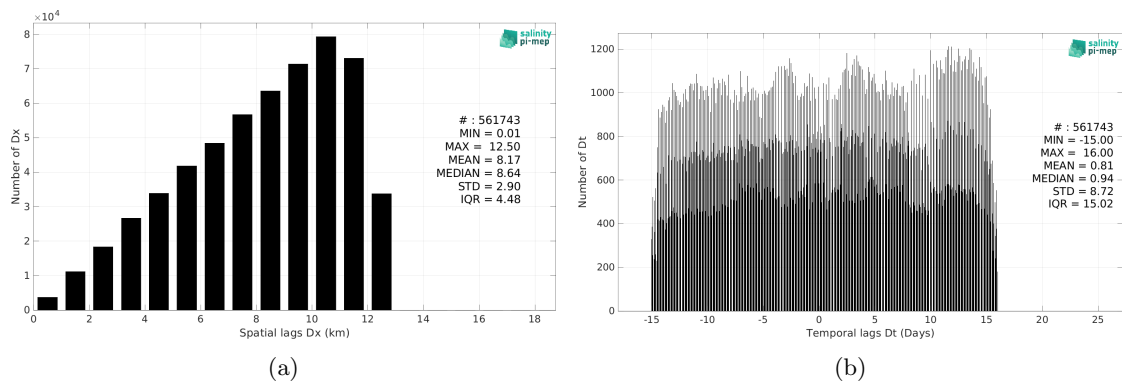 ×10⁴
8
7
6
5
4
3
2
1
0
Number of Dx
0 2 4 6 8 10 12 14 16 18
Spatial lags Dx (km)
salinity
pi-mep
# : 561743
MIN = 0.01
MAX = 12.50
MEAN = 8.17
MEDIAN = 8.64
STD = 2.90
IQR = 4.48
(a)
1200
1000
800
600
400
200
0
Number of Dt
-15 -10 -5 0 5 10 15 20 25
Temporal lags Dt (Days)
salinity
pi-mep
# : 561743
MIN = -15.00
MAX = 16.00
MEAN = 0.81
MEDIAN = 0.94
STD = 8.72
IQR = 15.02
(b)